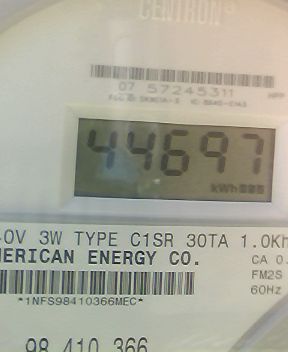 CENTRON®
07 57245311
44697
kWh
3W TYPE C1SR 30TA 1.0Kh
ERICAN ENERGY CO.
CA 0.
FM2S
60Hz
*1NFS98410366MEC*
98 410 366